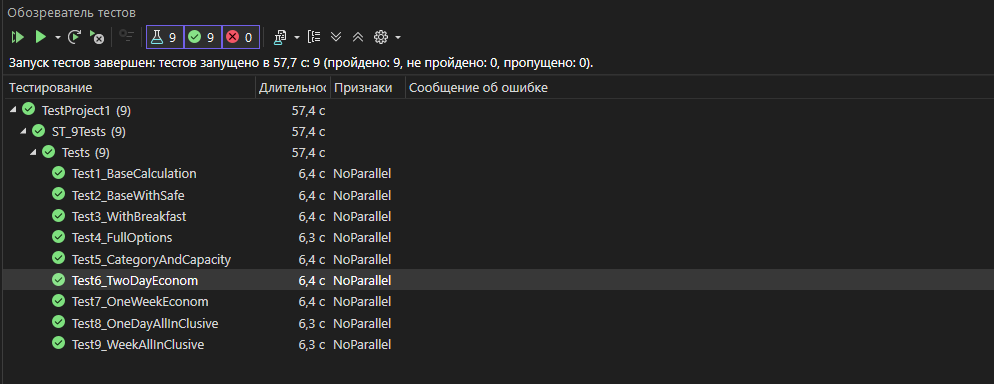 Обозреватель тестов
9 9 0
Запуск тестов завершен: тестов запущено в 57,7 с: 9 (пройдено: 9, не пройдено: 0, пропущено: 0).
Тестирование Длительнос Признаки Сообщение об ошибке
TestProject1 (9) 57,4 с
ST_9Tests (9) 57,4 с
Tests (9) 57,4 с
Test1_BaseCalculation 6,4 с NoParallel
Test2_BaseWithSafe 6,4 с NoParallel
Test3_WithBreakfast 6,4 с NoParallel
Test4_FullOptions 6,3 с NoParallel
Test5_CategoryAndCapacity 6,4 с NoParallel
Test6_TwoDayEconom 6,4 с NoParallel
Test7_OneWeekEconom 6,4 с NoParallel
Test8_OneDayAllInClusive 6,3 с NoParallel
Test9_WeekAllInClusive 6,3 с NoParallel